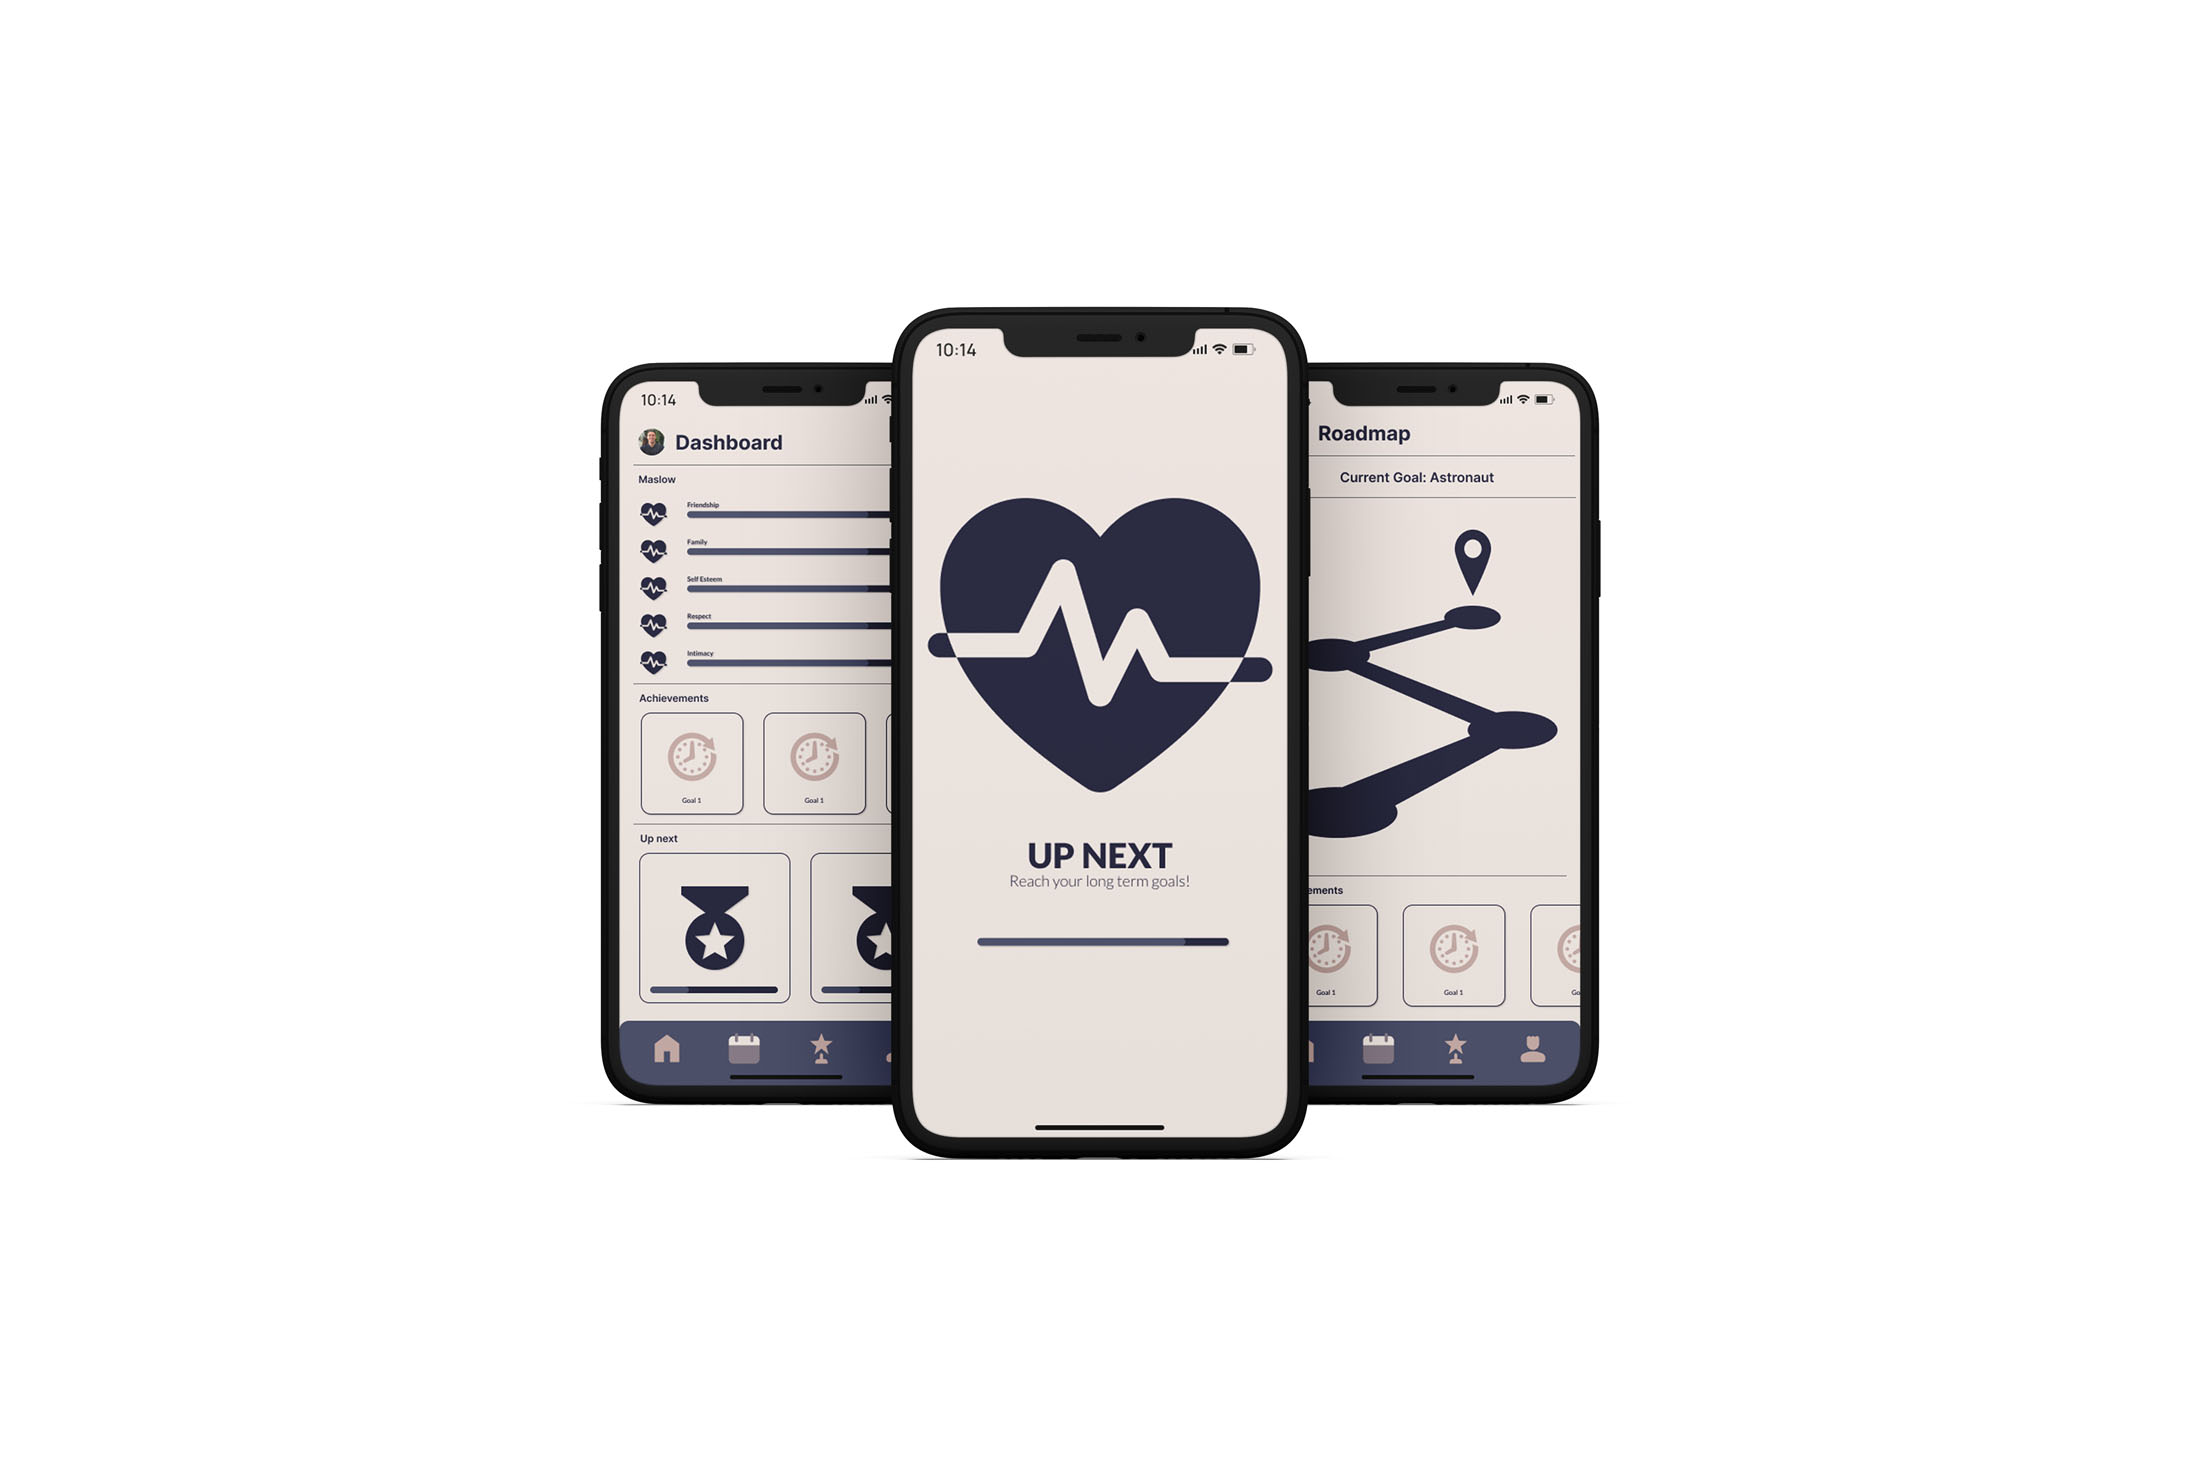 10:14
Dashboard
Maslow
Friendship
Family
Self Esteem
Respect
Intimacy
Achievements
Goal 1
Goal 1
Up next
10:14
UP NEXT
Reach your long term goals!
Roadmap
Current Goal: Astronaut
ements
Goal 1
Goal 1
Go